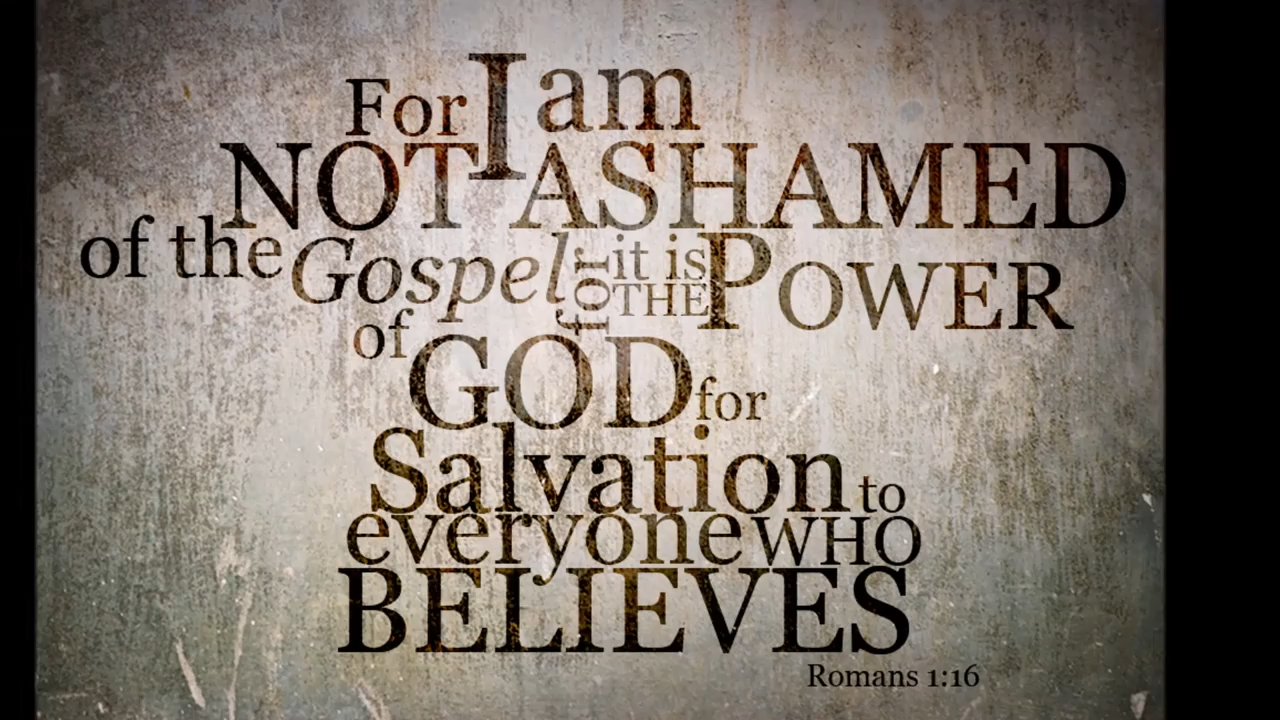 For I am
NOT ASHAMED
of the Gospel for it is THE POWER
of GOD for
Salvation to
everyone WHO
BELIEVES
Romans 1:16